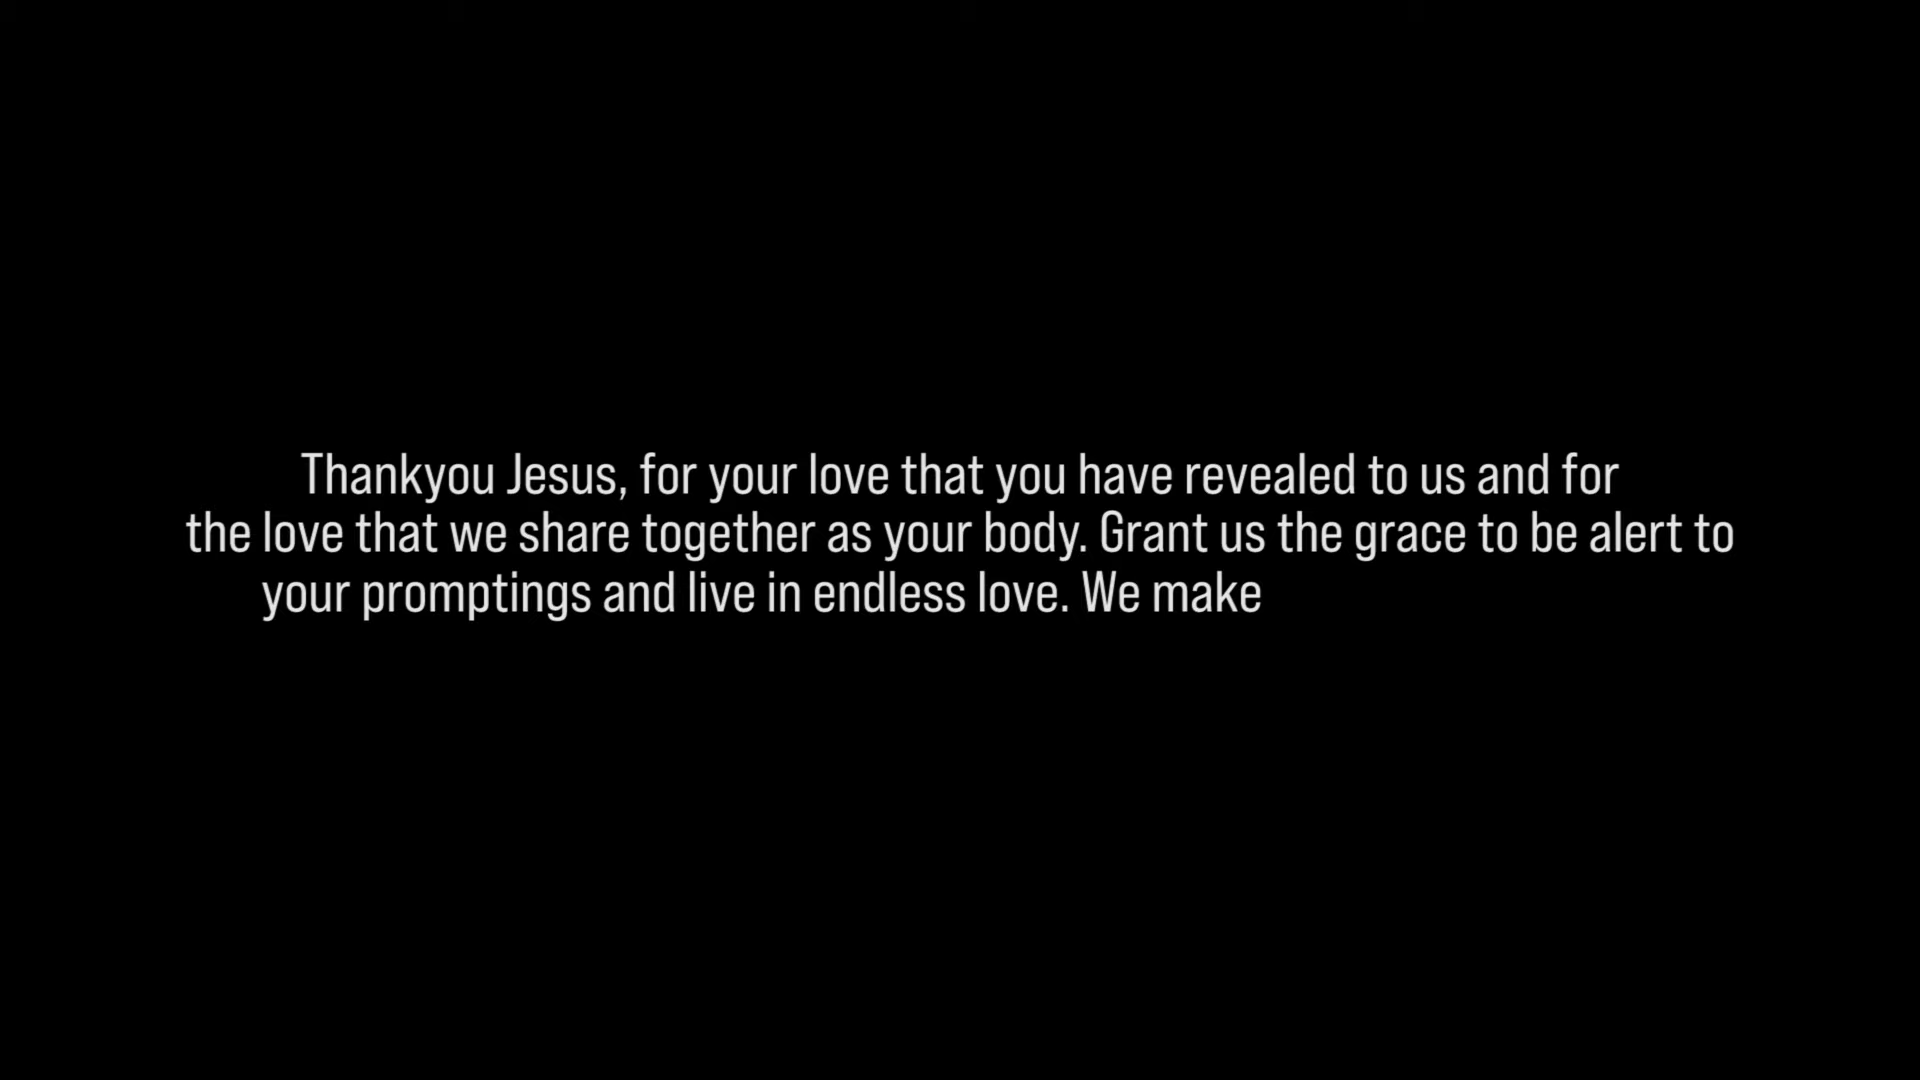 Thankyou Jesus, for your love that you have revealed to us and for
the love that we share together as your body. Grant us the grace to be alert to
your promptings and live in endless love. We make